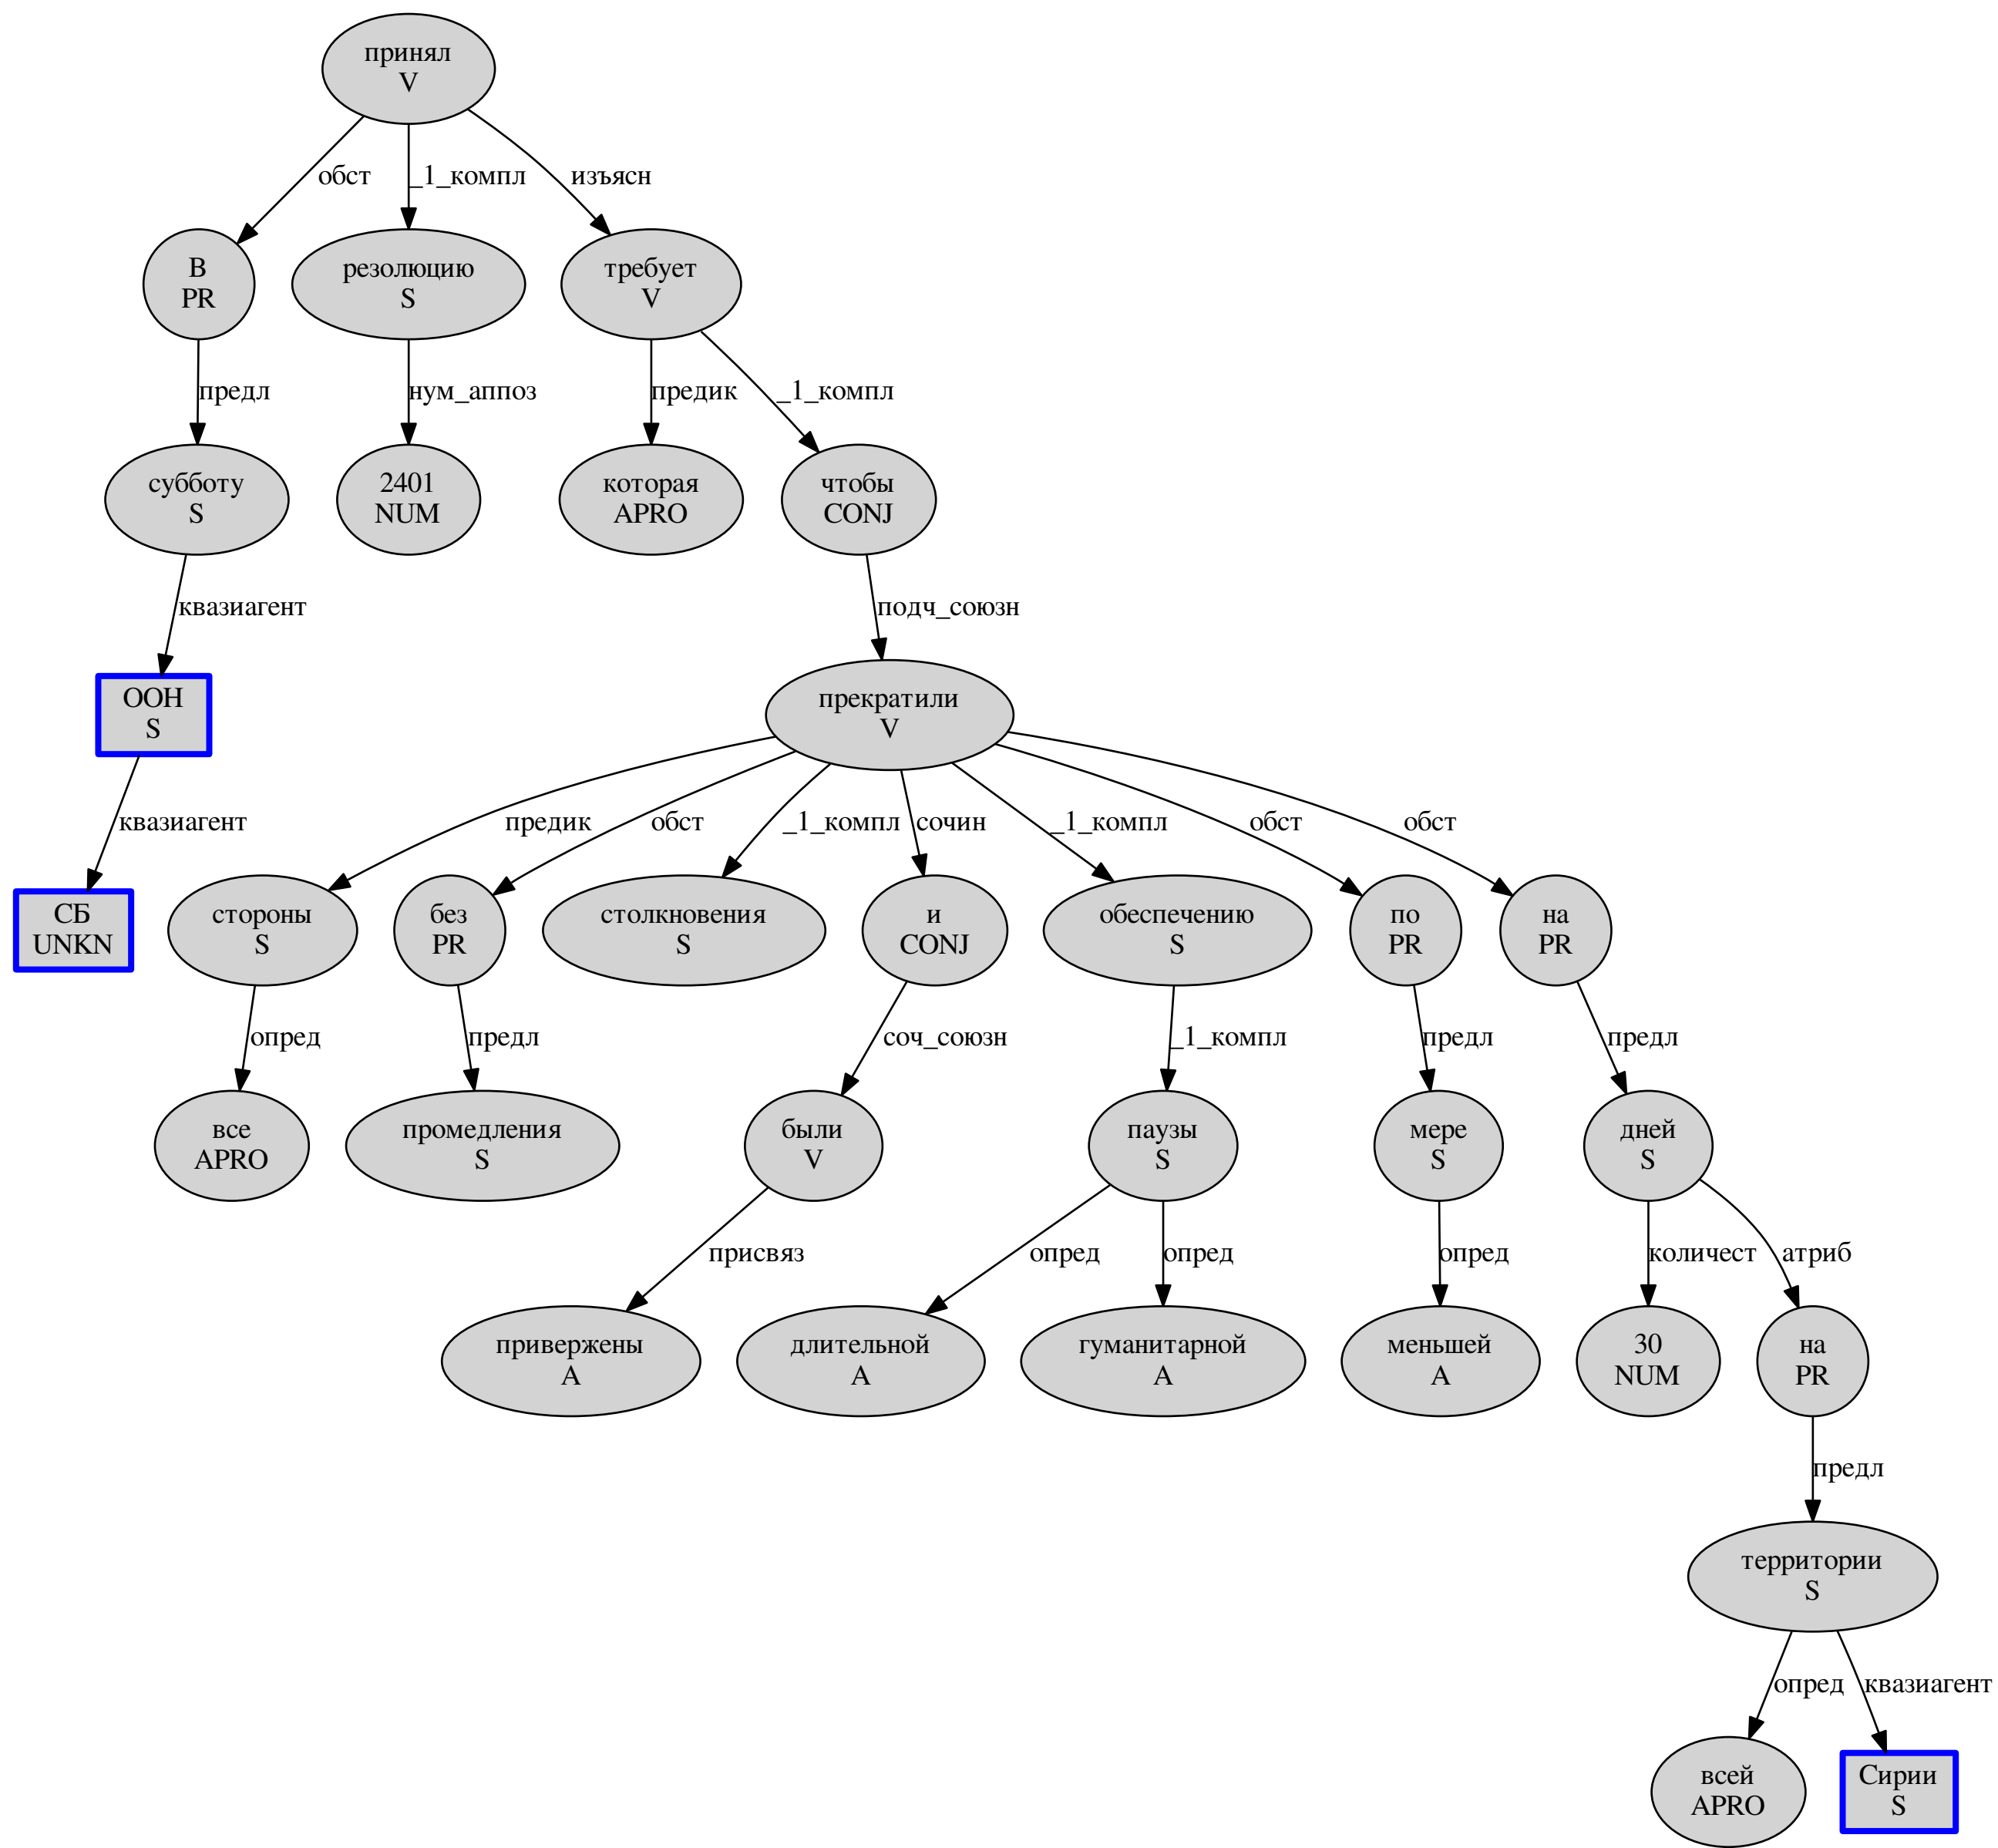 принял
V
обст
_1_компл
изъясн
В
PR
резолюцию
S
требует
V
предл
нум_аппоз
предик
_1_компл
субботу
S
2401
NUM
которая
APRO
чтобы
CONJ
квазиагент
подч_союзн
ООН
S
прекратили
V
квазиагент
предик
обст
_1_компл
сочин
_1_компл
обст
обст
СБ
UNKN
стороны
S
без
PR
столкновения
S
и
CONJ
обеспечению
S
по
PR
на
PR
опред
предл
соч_союзн
_1_компл
предл
предл
все
APRO
промедления
S
были
V
паузы
S
мере
S
дней
S
присвяз
опред
опред
опред
количест
атриб
привержены
A
длительной
A
гуманитарной
A
меньшей
A
30
NUM
на
PR
предл
территории
S
опред
квазиагент
всей
APRO
Сирии
S